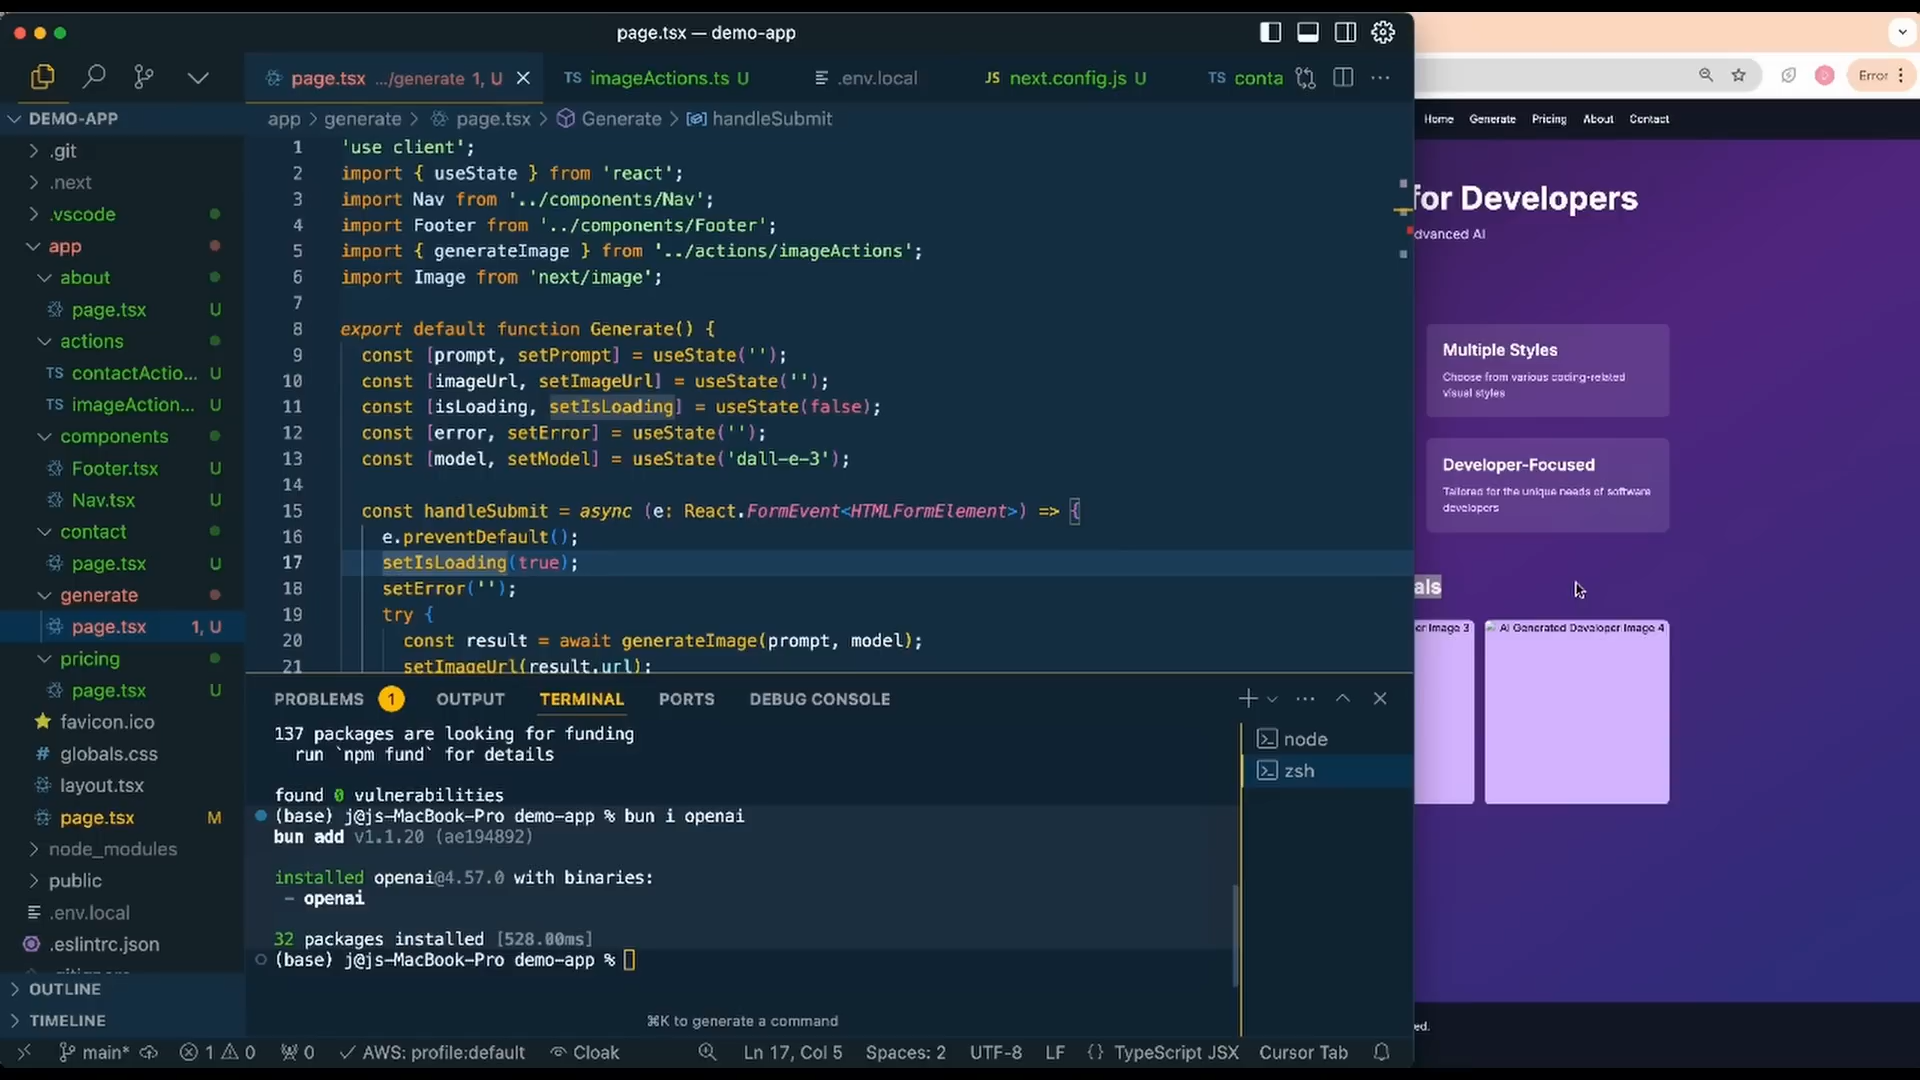 page.tsx — demo-app
page.tsx .../generate 1, U
TS imageActions.ts U
.env.local
JS next.config.js U
TS conta
DEMO-APP
.git
.next
.vscode
app
about
page.tsx U
actions
TS contactActio... U
TS imageAction... U
components
Footer.tsx U
Nav.tsx U
contact
page.tsx U
generate
page.tsx 1, U
pricing
page.tsx U
favicon.ico
# globals.css
layout.tsx
page.tsx M
node_modules
public
.env.local
.eslintrc.json
OUTLINE
TIMELINE
app > generate > page.tsx > Generate > handleSubmit
1 'use client';
2 import { useState } from 'react';
3 import Nav from '../components/Nav';
4 import Footer from '../components/Footer';
5 import { generateImage } from '../actions/imageActions';
6 import Image from 'next/image';
7
8 export default function Generate() {
9 const [prompt, setPrompt] = useState('');
10 const [imageUrl, setImageUrl] = useState('');
11 const [isLoading, setIsLoading] = useState(false);
12 const [error, setError] = useState('');
13 const [model, setModel] = useState('dall-e-3');
14
15 const handleSubmit = async (e: React.FormEvent<HTMLFormElement>) => {
16 e.preventDefault();
17 setIsLoading(true);
18 setError('');
19 try {
20 const result = await generateImage(prompt, model);
21 setImageUrl(result.url);
PROBLEMS 1 OUTPUT TERMINAL PORTS DEBUG CONSOLE
137 packages are looking for funding
run `npm fund` for details
found 0 vulnerabilities
(base) j@js-MacBook-Pro demo-app % bun i openai
bun add v1.1.20 (ae194892)
installed openai@4.57.0 with binaries:
- openai
32 packages installed [528.00ms]
(base) j@js-MacBook-Pro demo-app %
⌘K to generate a command
node
zsh
main* 1 0 0 AWS: profile:default Cloak Ln 17, Col 5 Spaces: 2 UTF-8 LF {} TypeScript JSX Cursor Tab
Error
Home Generate Pricing About Contact
for Developers
dvanced AI
Multiple Styles
Choose from various coding-related
visual styles
Developer-Focused
Tailored for the unique needs of software
developers
als
er Image 3
AI Generated Developer Image 4
ed.